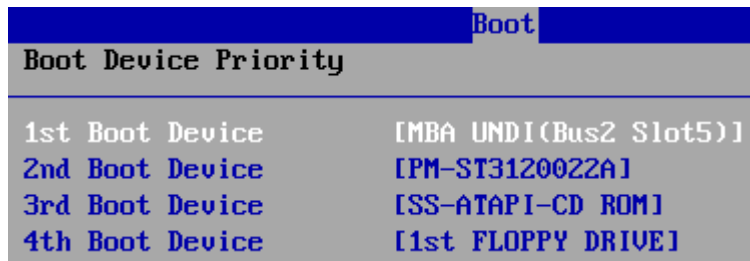 Boot
Boot Device Priority
1st Boot Device [MBA UNDI(Bus2 Slot5)]
2nd Boot Device [PM-ST3120022A]
3rd Boot Device [SS-ATAPI-CD ROM]
4th Boot Device [1st FLOPPY DRIVE]